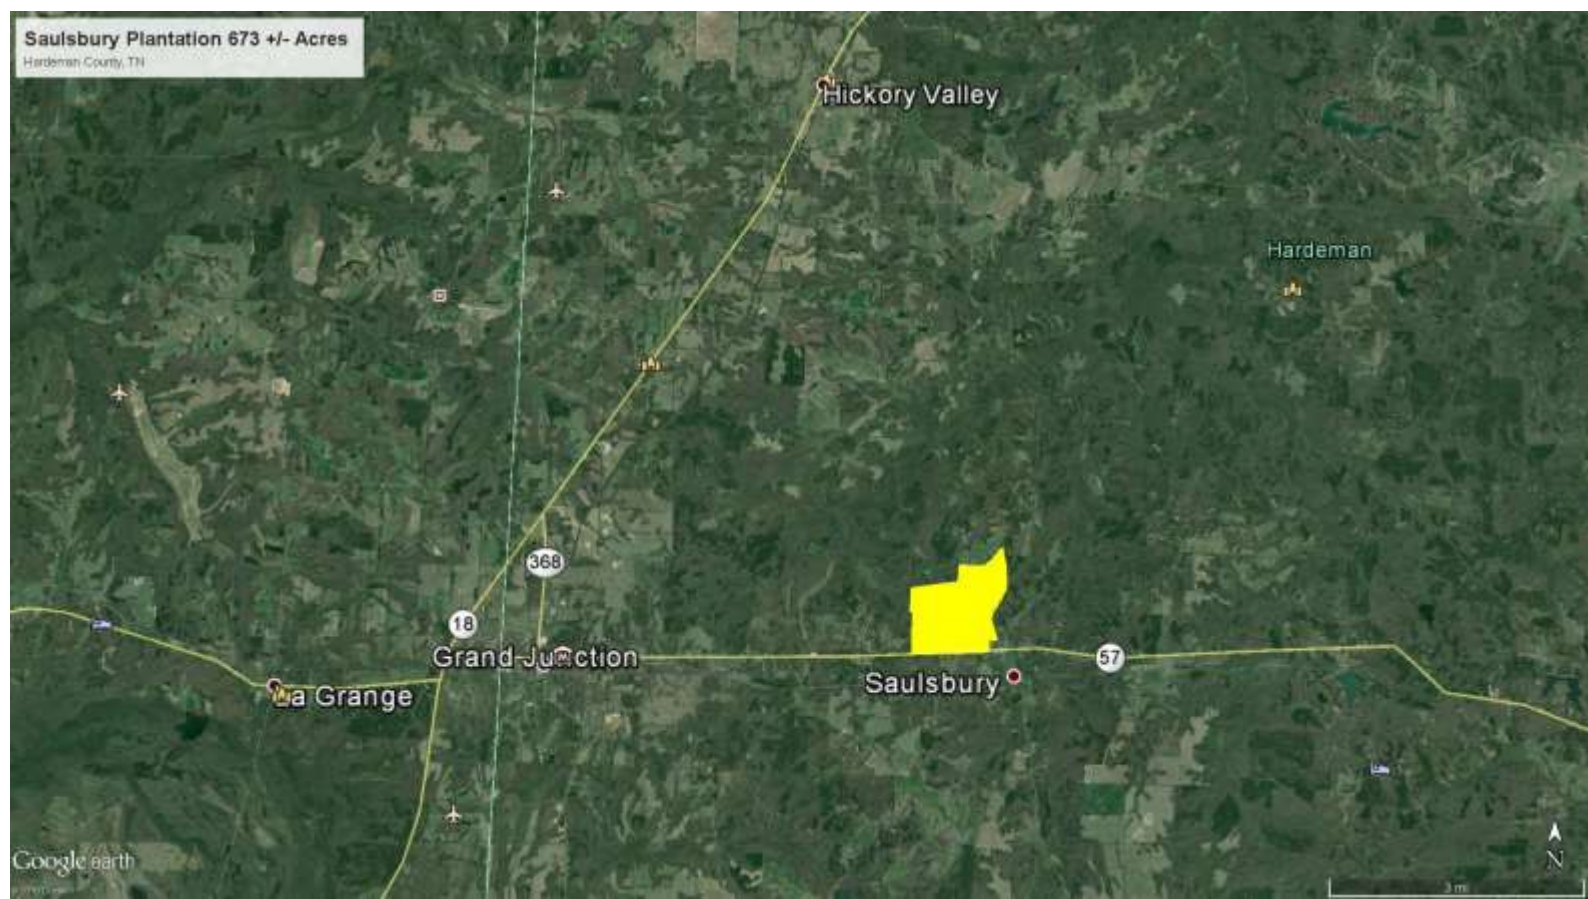 Saulsbury Plantation 673 +/- Acres
Hardeman County, TN
Hickory Valley
Hardeman
368
18
Grand Junction
57
Saulsbury
La Grange
Google earth
N
3 mi